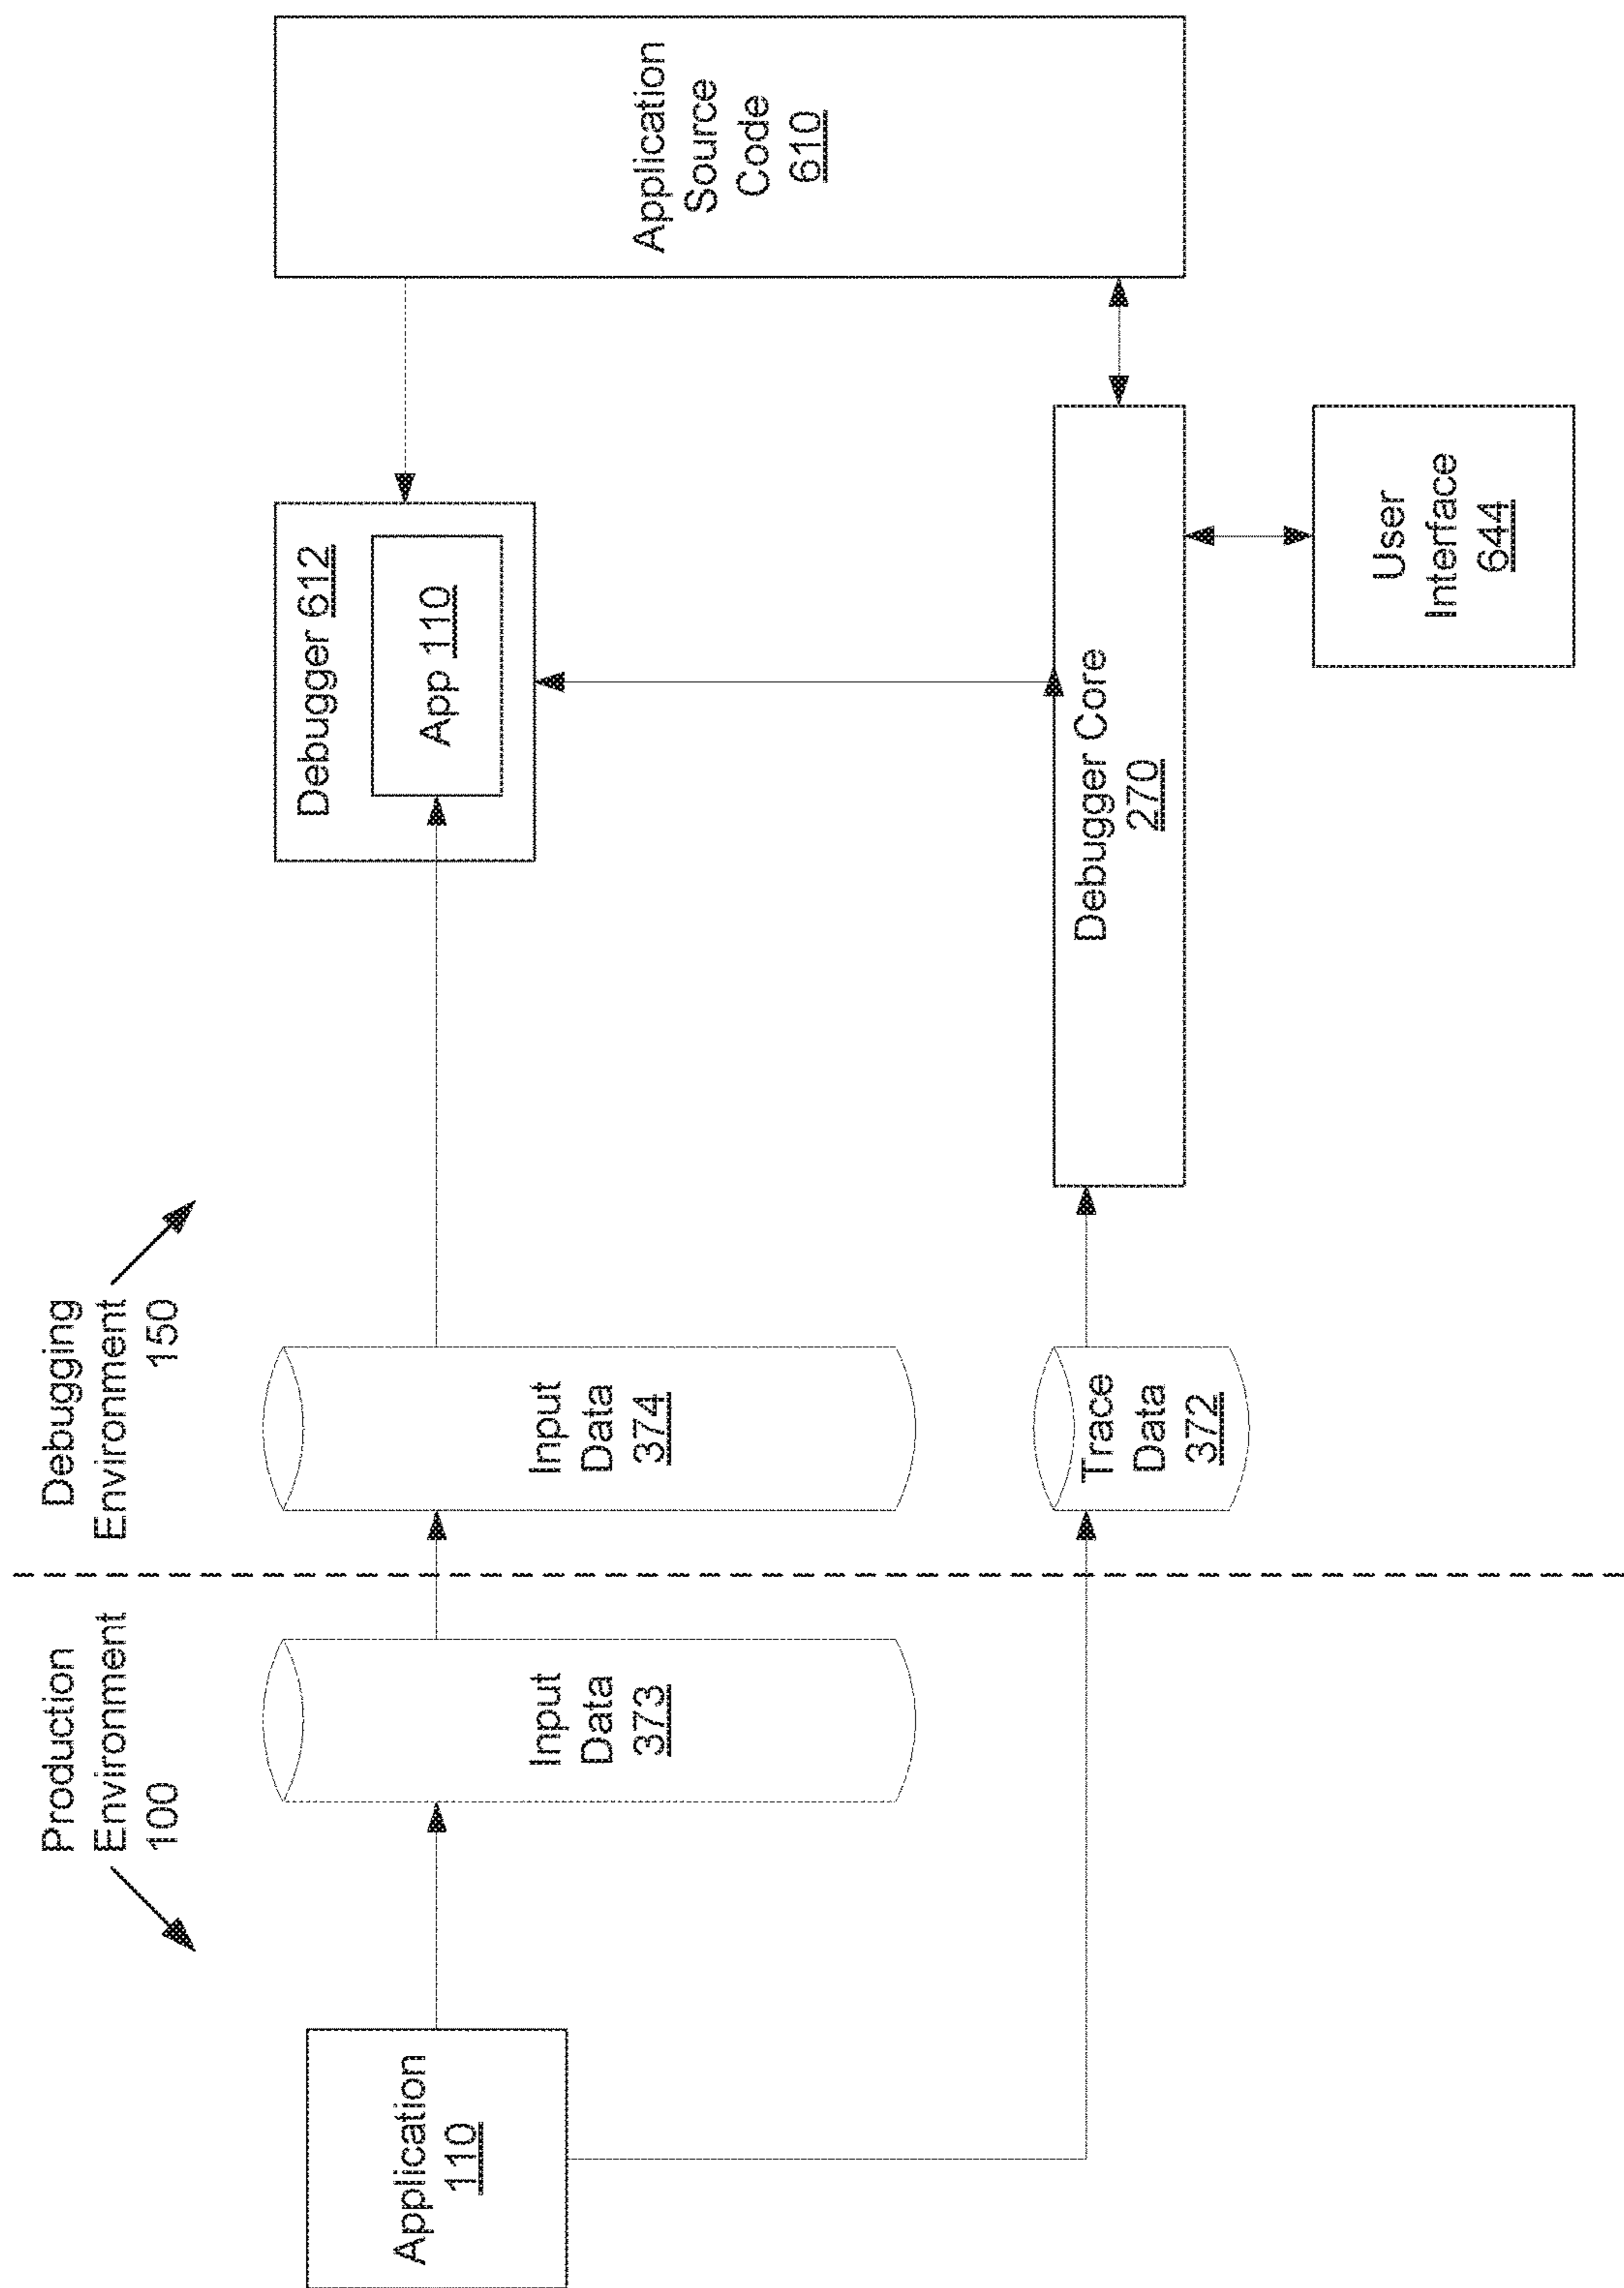 Production
Environment
100
Debugging
Environment
150
Application
110
Input
Data
373
Input
Data
374
Trace
Data
372
Debugger 612
App 110
Debugger Core
270
User
Interface
644
Application
Source
Code
610